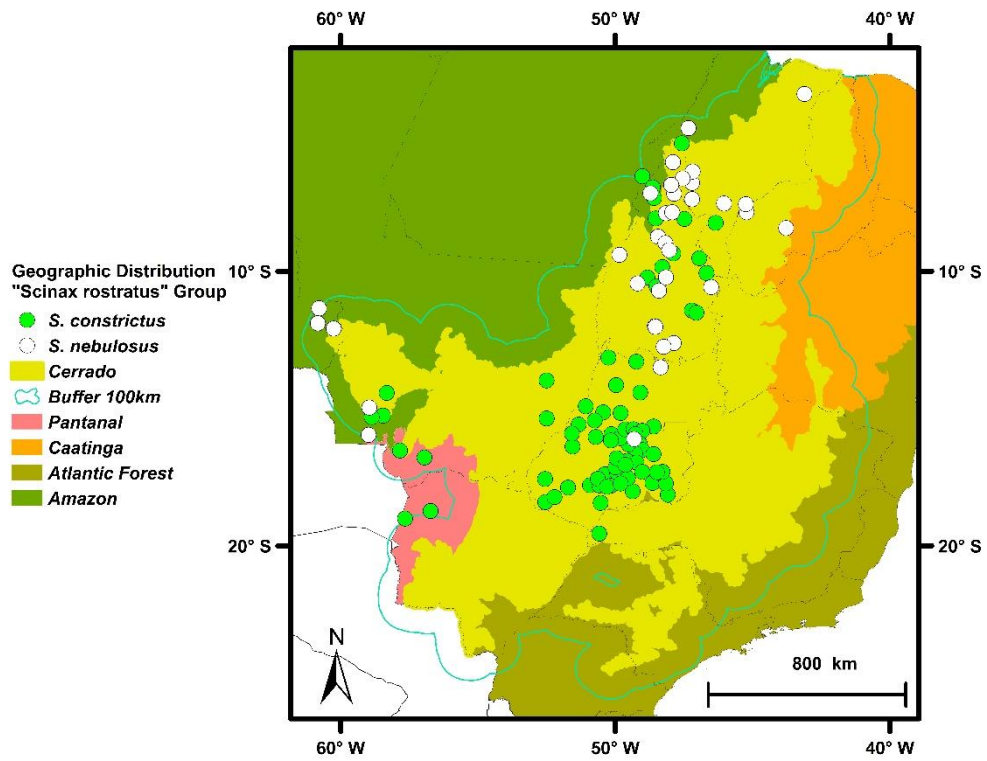 60° W 50° W 40° W
Geographic Distribution
"Scinax rostratus" Group
S. constrictus
S. nebulosus
Cerrado
Buffer 100km
Pantanal
Caatinga
Atlantic Forest
Amazon
10° S 10° S
20° S 20° S
N
800 km
60° W 50° W 40° W